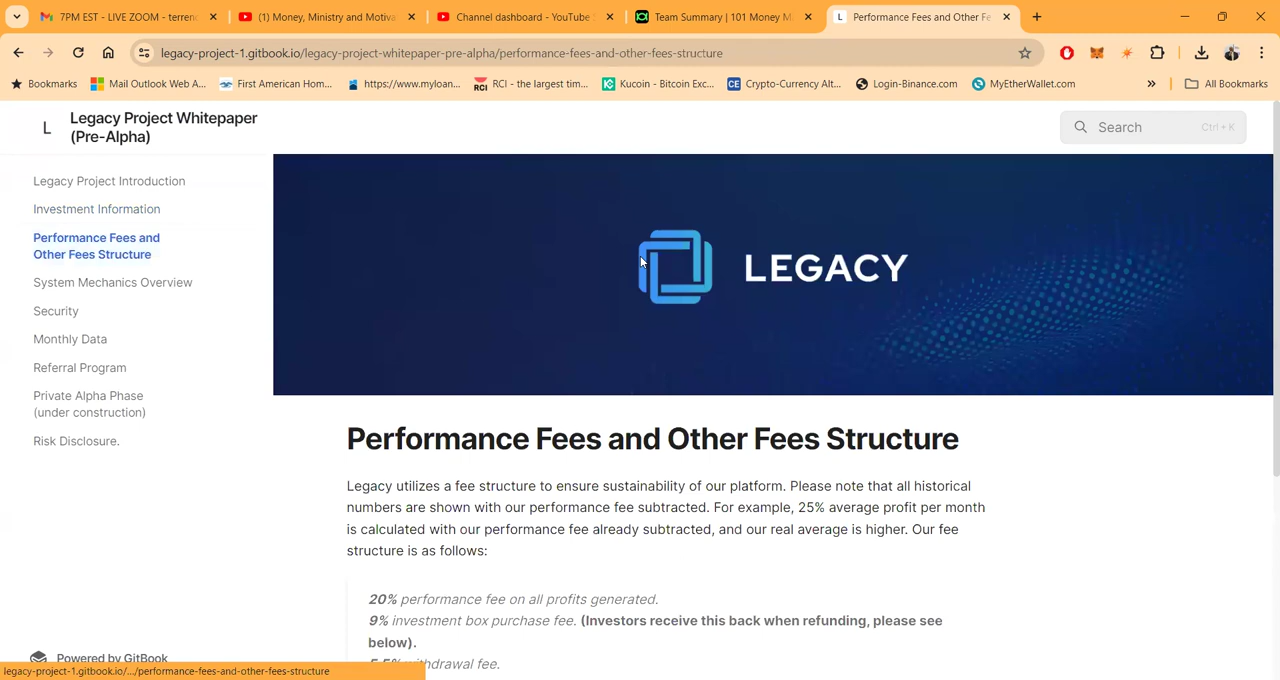 7PM EST - LIVE ZOOM - terrenc
(1) Money, Ministry and Motiva
Channel dashboard - YouTube
Team Summary | 101 Money M
L Performance Fees and Other Fe
legacy-project-1.gitbook.io/legacy-project-whitepaper-pre-alpha/performance-fees-and-other-fees-structure
Bookmarks
Mail Outlook Web A...
First American Hom...
https://www.myloan...
RCI RCI - the largest tim...
Kucoin - Bitcoin Exc...
CE Crypto-Currency Alt...
Login-Binance.com
MyEtherWallet.com
»
All Bookmarks
L
Legacy Project Whitepaper
(Pre-Alpha)
Search Ctrl + K
Legacy Project Introduction
Investment Information
Performance Fees and
Other Fees Structure
System Mechanics Overview
Security
Monthly Data
Referral Program
Private Alpha Phase
(under construction)
Risk Disclosure.
Powered by GitBook
LEGACY
Performance Fees and Other Fees Structure
Legacy utilizes a fee structure to ensure sustainability of our platform. Please note that all historical
numbers are shown with our performance fee subtracted. For example, 25% average profit per month
is calculated with our performance fee already subtracted, and our real average is higher. Our fee
structure is as follows:
20% performance fee on all profits generated.
9% investment box purchase fee. (Investors receive this back when refunding, please see
below).
5.5% withdrawal fee.
legacy-project-1.gitbook.io/.../performance-fees-and-other-fees-structure